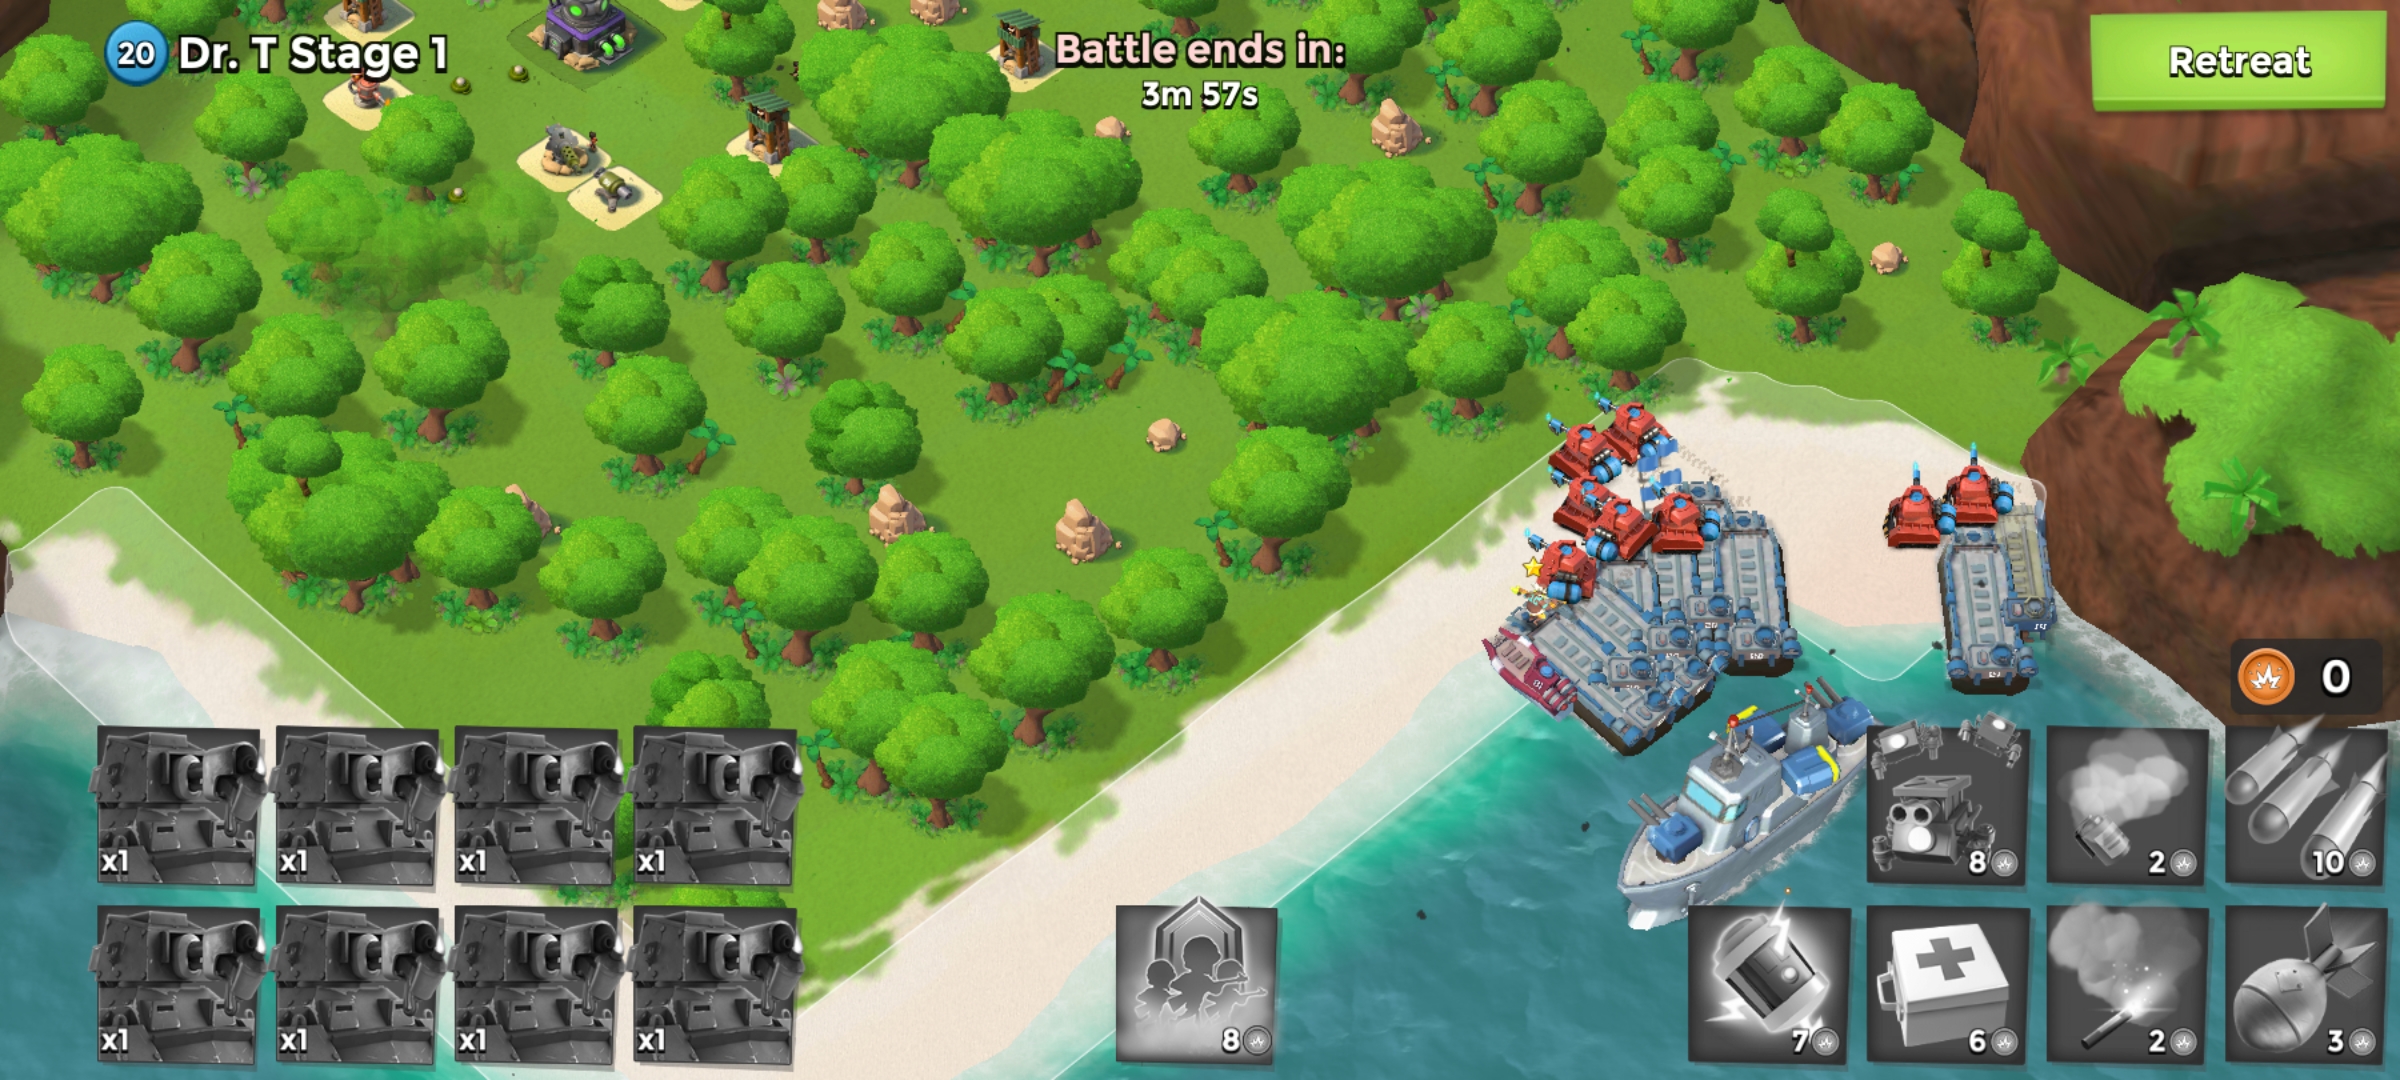 20 Dr. T Stage 1
Battle ends in:
3m 57s
Retreat
0
x1 x1 x1 x1
8 2 10
x1 x1 x1 x1
8 7 6 2 3